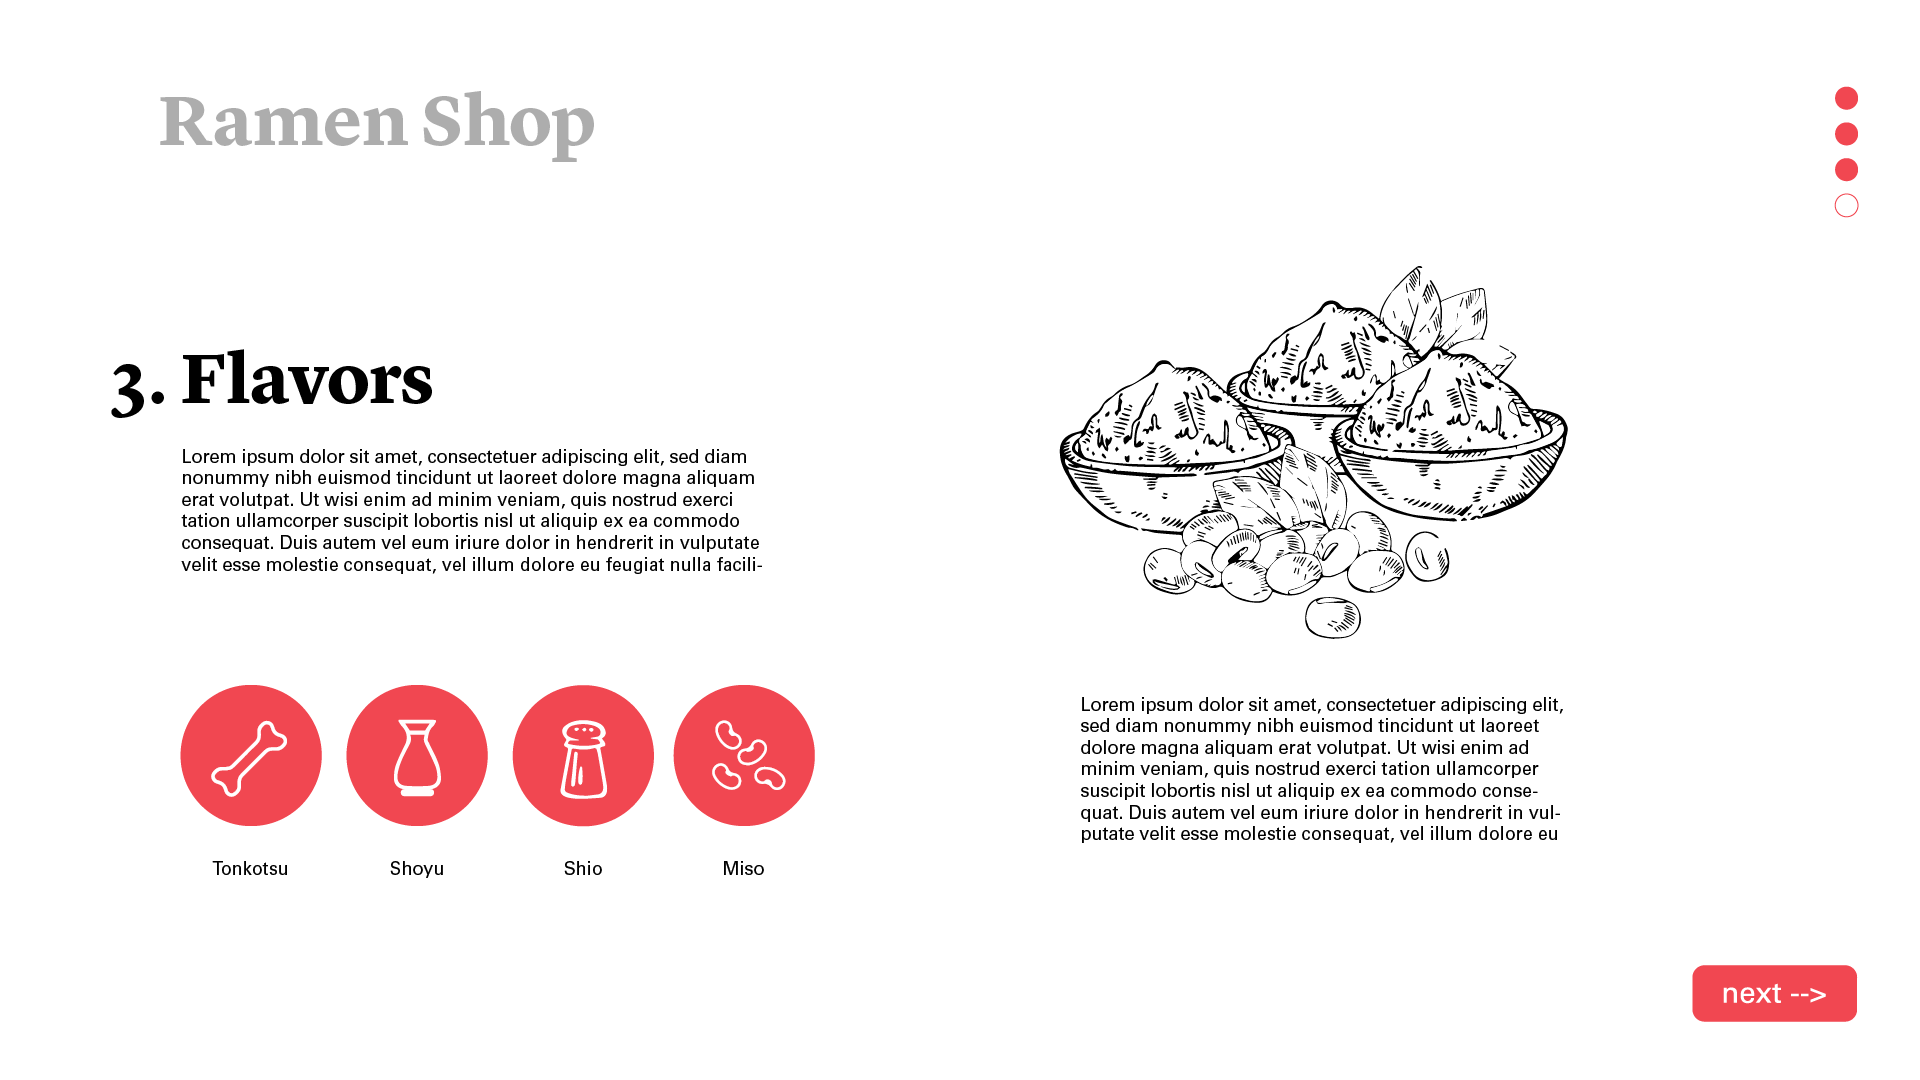 Ramen Shop
3. Flavors
Lorem ipsum dolor sit amet, consectetuer adipiscing elit, sed diam
nonummy nibh euismod tincidunt ut laoreet dolore magna aliquam
erat volutpat. Ut wisi enim ad minim veniam, quis nostrud exerci
tation ullamcorper suscipit lobortis nisl ut aliquip ex ea commodo
consequat. Duis autem vel eum iriure dolor in hendrerit in vulputate
velit esse molestie consequat, vel illum dolore eu feugiat nulla facili-
Tonkotsu
Shoyu
Shio
Miso
Lorem ipsum dolor sit amet, consectetuer adipiscing elit,
sed diam nonummy nibh euismod tincidunt ut laoreet
dolore magna aliquam erat volutpat. Ut wisi enim ad
minim veniam, quis nostrud exerci tation ullamcorper
suscipit lobortis nisl ut aliquip ex ea commodo conse-
quat. Duis autem vel eum iriure dolor in hendrerit in vul-
putate velit esse molestie consequat, vel illum dolore eu
next -->